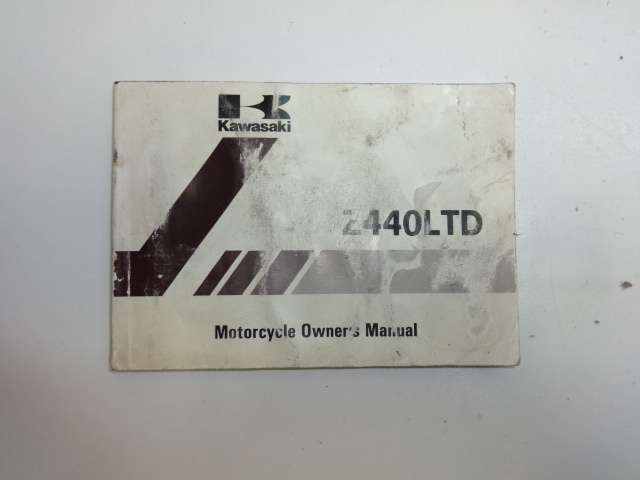 Kawasaki
Z440LTD
Motorcycle Owner's Manual